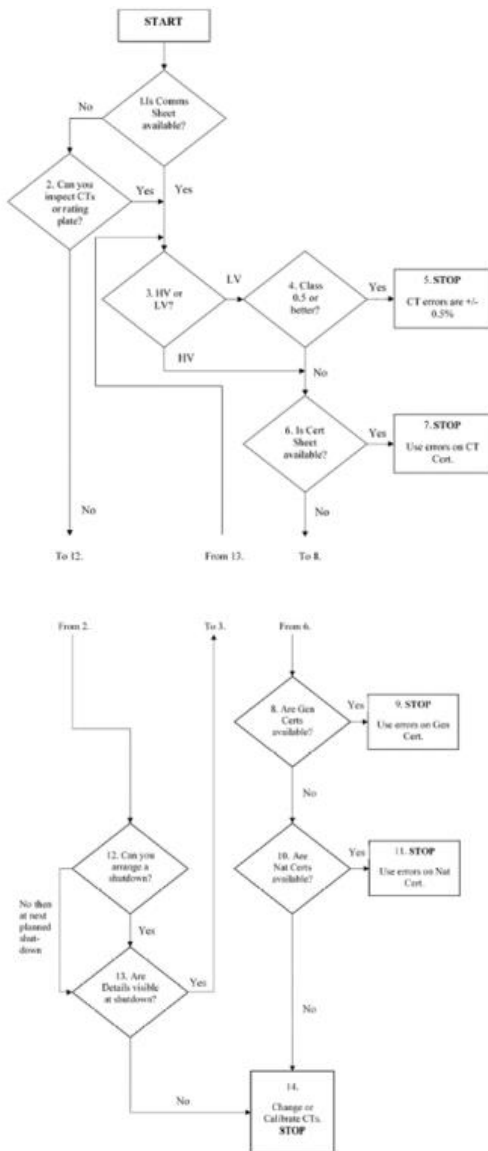 START
1.Is Comms
Sheet
available?
No
Yes
2. Can you
inspect CTs
or rating
plate?
Yes
3. HV or
LV?
LV
4. Class
0.5 or
better?
Yes
5. STOP
CT errors are +/-
0.5%
HV
No
6. Is Cert
Sheet
available?
Yes
7. STOP
Use errors on CT
Cert.
No
No
To 12.
From 13.
To 8.
From 2.
To 3.
From 6.
8. Are Gen
Certs
available?
Yes
9. STOP
Use errors on Gen
Cert.
No
12. Can you
arrange a
shutdown?
10. Are
Nat Certs
available?
Yes
11. STOP
Use errors on Nat
Cert.
No then
at next
planned
shut-
down
Yes
13. Are
Details visible
at shutdown?
Yes
No
No
14.
Change or
Calibrate CTs.
STOP